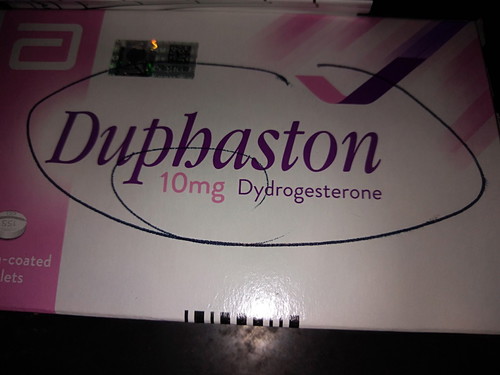 Duphaston
10mg Dydrogesterone
-coated
lets